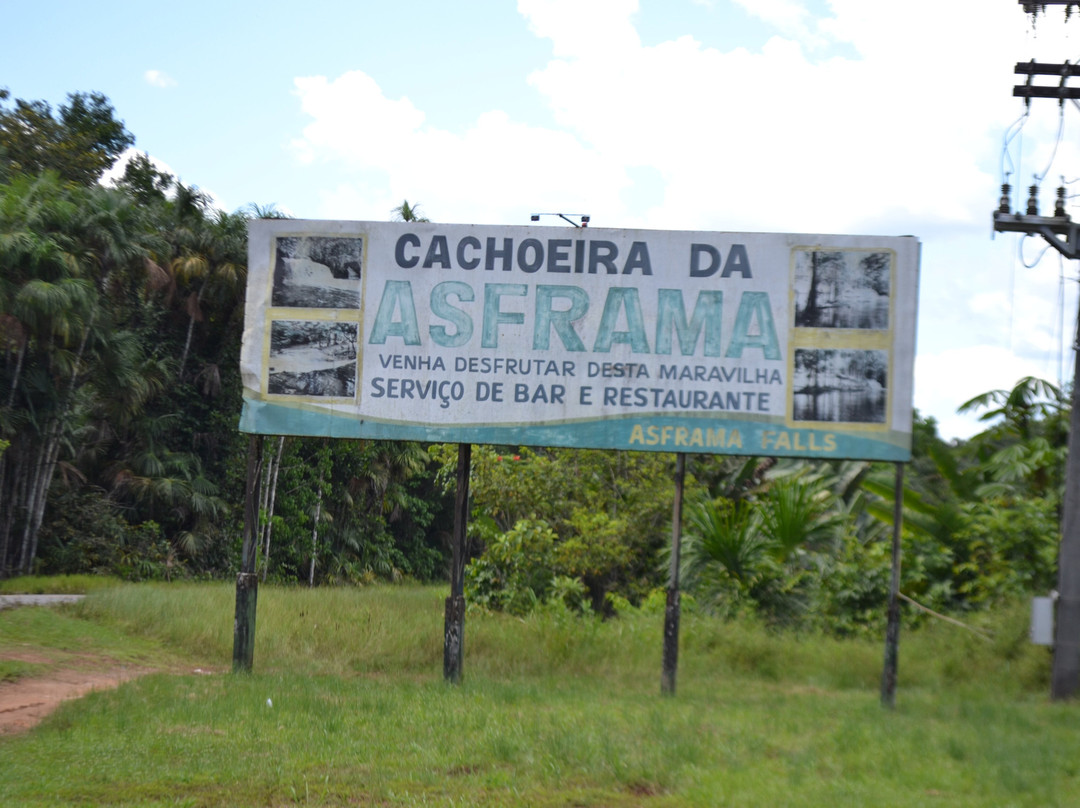 CACHOEIRA DA
ASFRAMA
VENHA DESFRUTAR DESTA MARAVILHA
SERVIÇO DE BAR E RESTAURANTE
ASFRAMA FALLS